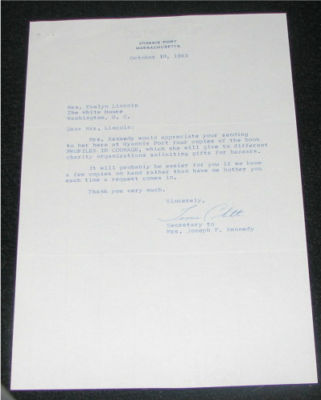 HYANNIS PORT
MASSACHUSETTS
October 10, 1962
Mrs. Evelyn Lincoln
The White House
Washington, D. C.
Dear Mrs. Lincoln:
Mrs. Kennedy would appreciate your sending
to her here at Hyannis Port four copies of the book
PROFILES IN COURAGE, which she will give to different
charity organizations soliciting gifts for bazaars.
It will probably be easier for you if we have
a few copies on hand rather than have me bother you
each time a request comes in.
Thank you very much.
Sincerely,
Secretary to
Mrs. Joseph P. Kennedy